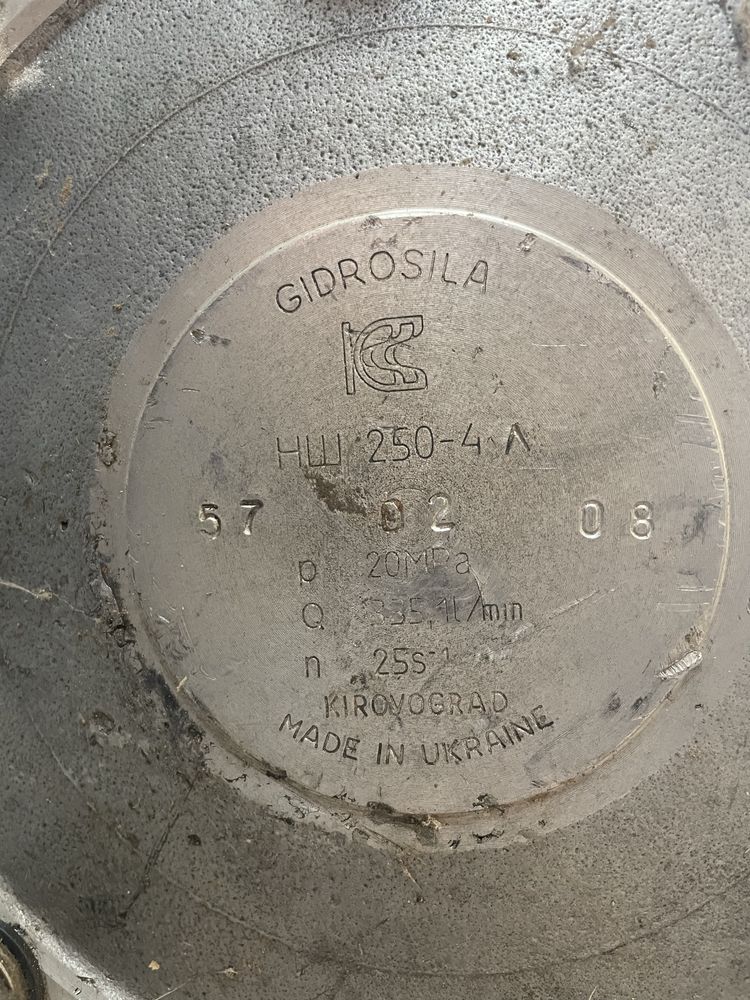 GIDROSILA
НШ 250-4 Л
57 02 08
p 20MPa
Q 335,1l/min
n 25s⁻¹
KIROVOGRAD
MADE IN UKRAINE